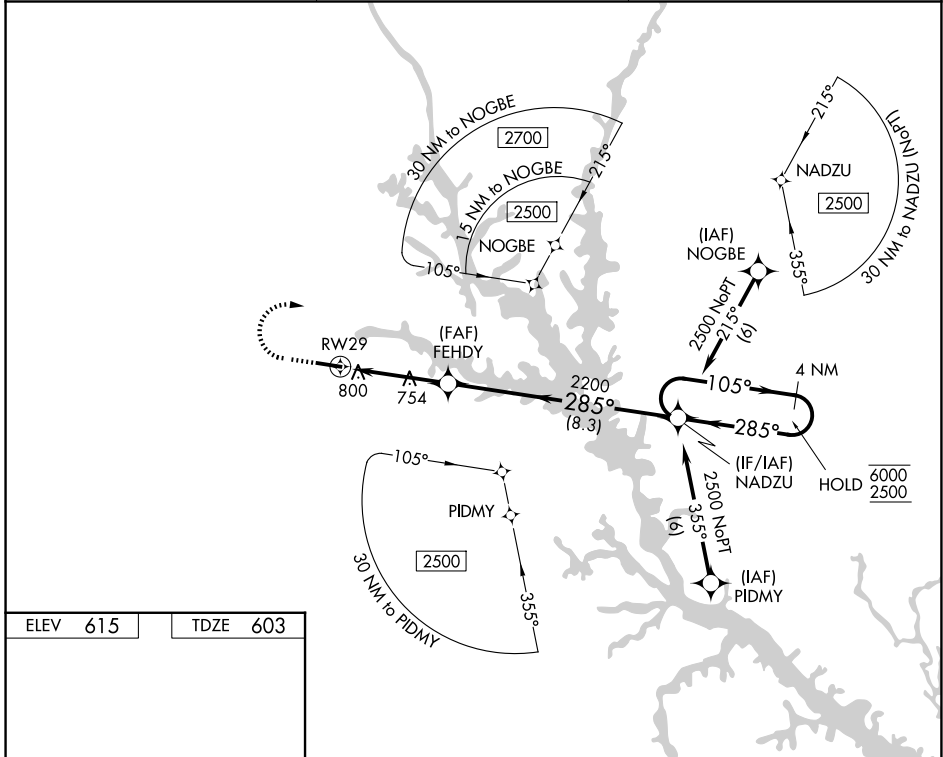 30 NM to NOGBE
2700
15 NM to NOGBE
2500
215°
NOGBE
105°
215°
NADZU
2500
355°
30 NM to NADZU (NoPT)
(IAF)
NOGBE
2500 NoPT
215°
(6)
RW29
(FAF)
FEHDY
800
754
2200
285°
(8.3)
105°
4 NM
285°
(IF/IAF)
NADZU
HOLD
6000
2500
105°
PIDMY
2500
30 NM to PIDMY
355°
2500 NoPT
355°
(6)
(IAF)
PIDMY
ELEV 615
TDZE 603